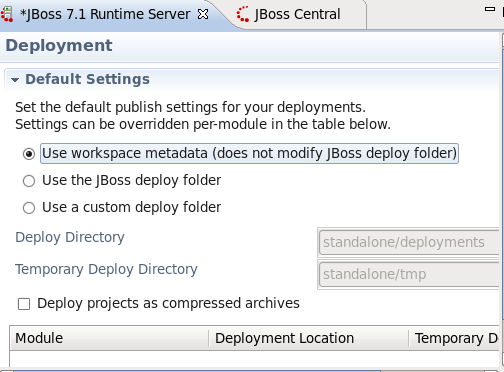 *JBoss 7.1 Runtime Server
JBoss Central
Deployment
Default Settings
Set the default publish settings for your deployments.
Settings can be overridden per-module in the table below.
Use workspace metadata (does not modify JBoss deploy folder)
Use the JBoss deploy folder
Use a custom deploy folder
Deploy Directory standalone/deployments
Temporary Deploy Directory standalone/tmp
Deploy projects as compressed archives
Module Deployment Location Temporary D